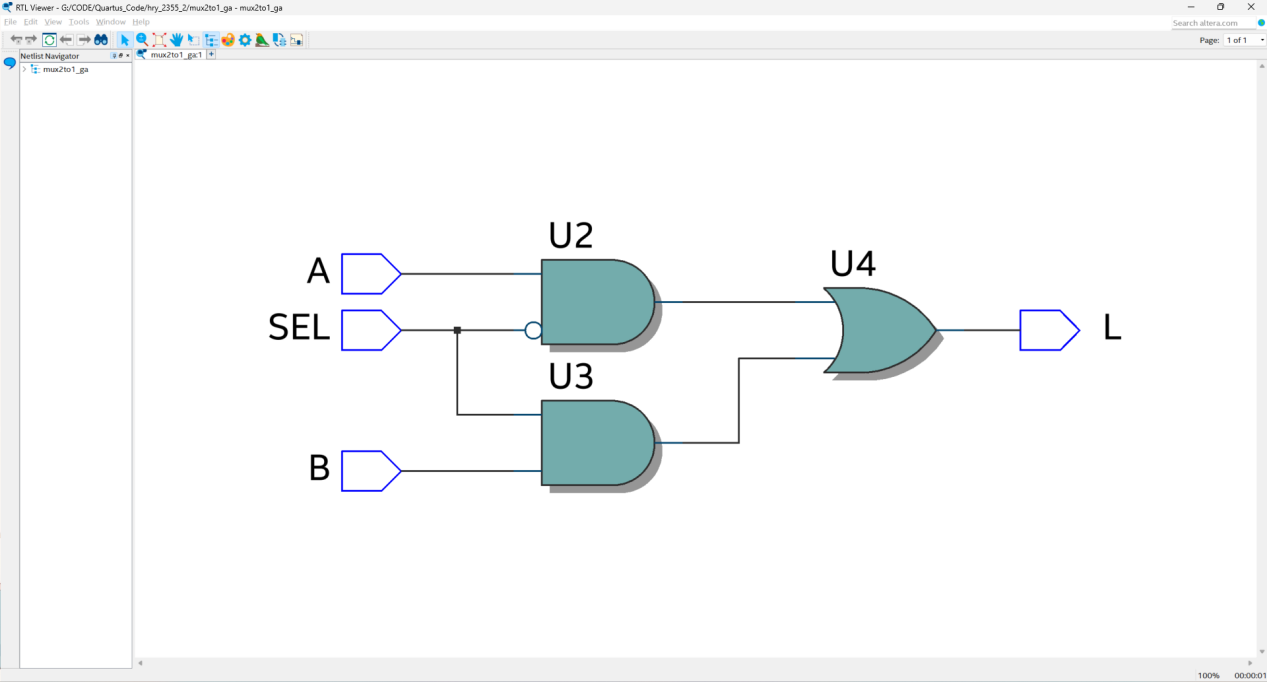 RTL Viewer - G:/CODE/Quartus_Code/hry_2355_2/mux2to1_ga - mux2to1_ga
File Edit View Tools Window Help
Search altera.com
Page: 1 of 1
Netlist Navigator
mux2to1_ga:1
mux2to1_ga
U2
U4
A
SEL
L
U3
B
100% 00:00:01